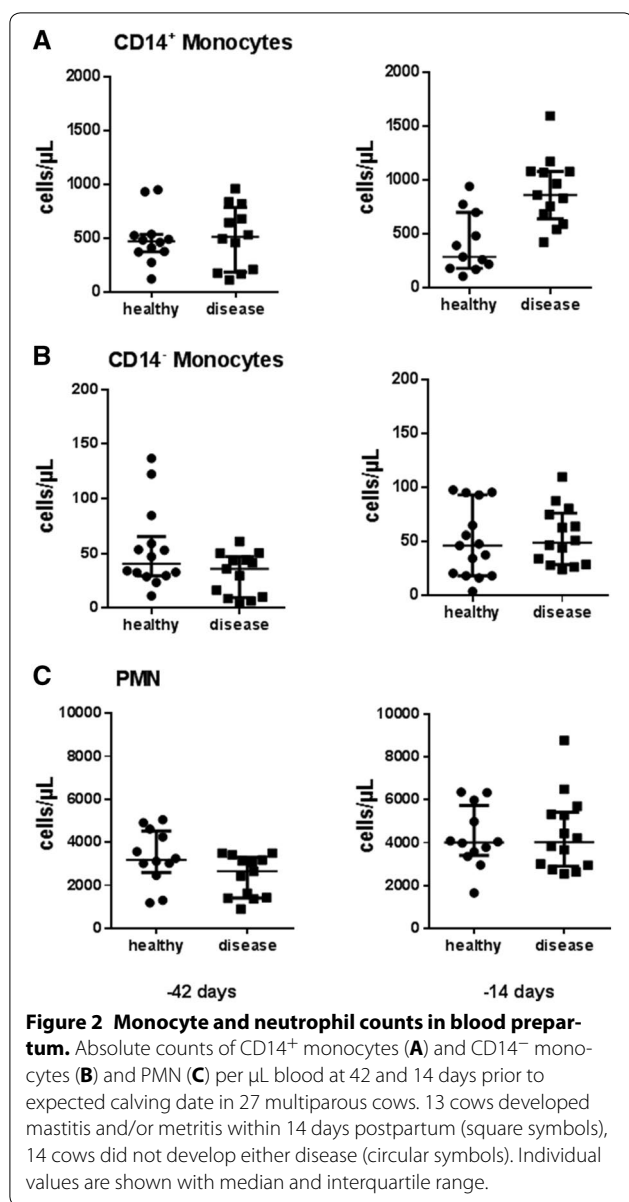 A
CD14⁺ Monocytes
2000
1500
1000
500
0
cells/µL
healthy disease
2000
1500
1000
500
0
cells/µL
healthy disease
B
CD14⁻ Monocytes
200
150
100
50
0
cells/µL
healthy disease
200
150
100
50
0
cells/µL
healthy disease
C
PMN
10000
8000
6000
4000
2000
0
cells/µL
healthy disease
10000
8000
6000
4000
2000
0
cells/µL
healthy disease
-42 days
-14 days
Figure 2 Monocyte and neutrophil counts in blood prepar-
tum. Absolute counts of CD14⁺ monocytes (A) and CD14⁻ mono-
cytes (B) and PMN (C) per µL blood at 42 and 14 days prior to
expected calving date in 27 multiparous cows. 13 cows developed
mastitis and/or metritis within 14 days postpartum (square symbols),
14 cows did not develop either disease (circular symbols). Individual
values are shown with median and interquartile range.